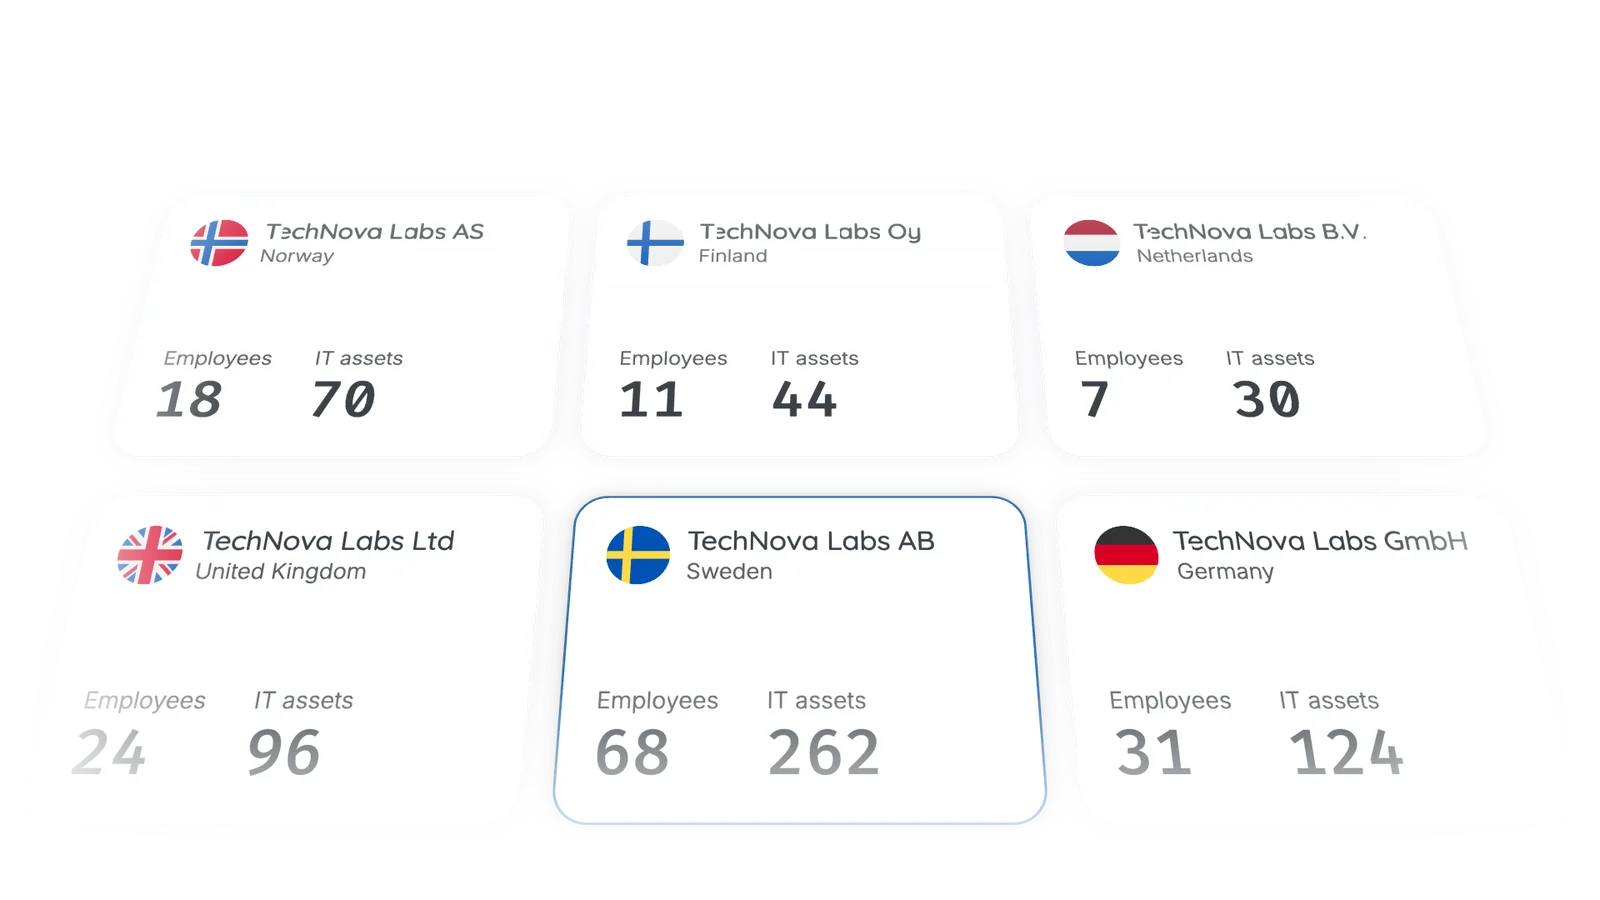 TechNova Labs AS
Norway
Employees IT assets
18 70
TechNova Labs Oy
Finland
Employees IT assets
11 44
TechNova Labs B.V.
Netherlands
Employees IT assets
7 30
TechNova Labs Ltd
United Kingdom
Employees IT assets
24 96
TechNova Labs AB
Sweden
Employees IT assets
68 262
TechNova Labs GmbH
Germany
Employees IT assets
31 124